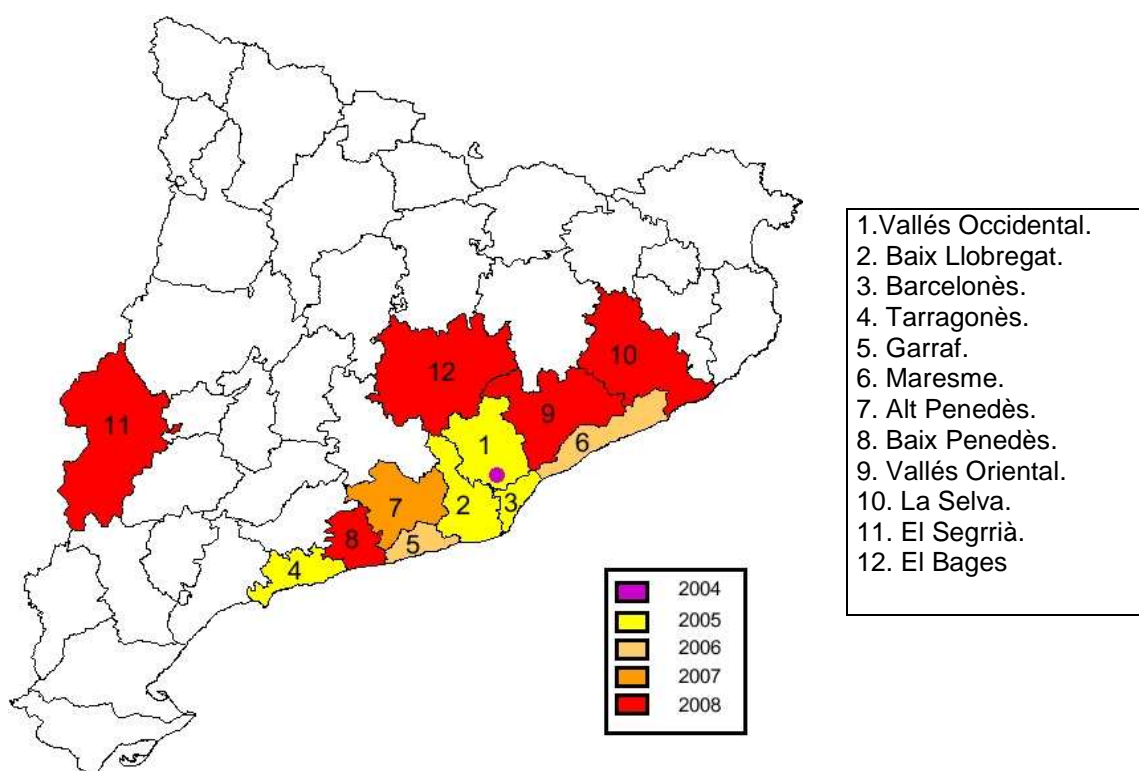 12
10
11
9
1
6
7
2
3
8
5
4
2004
2005
2006
2007
2008
1.Vallés Occidental.
2. Baix Llobregat.
3. Barcelonès.
4. Tarragonès.
5. Garraf.
6. Maresme.
7. Alt Penedès.
8. Baix Penedès.
9. Vallés Oriental.
10. La Selva.
11. El Segrrià.
12. El Bages